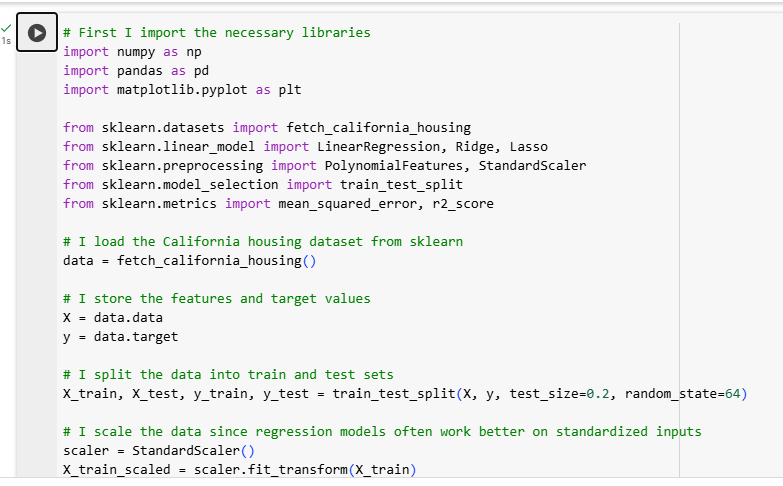 # First I import the necessary libraries
import numpy as np
import pandas as pd
import matplotlib.pyplot as plt
from sklearn.datasets import fetch_california_housing
from sklearn.linear_model import LinearRegression, Ridge, Lasso
from sklearn.preprocessing import PolynomialFeatures, StandardScaler
from sklearn.model_selection import train_test_split
from sklearn.metrics import mean_squared_error, r2_score
# I load the California housing dataset from sklearn
data = fetch_california_housing()
# I store the features and target values
X = data.data
y = data.target
# I split the data into train and test sets
X_train, X_test, y_train, y_test = train_test_split(X, y, test_size=0.2, random_state=64)
# I scale the data since regression models often work better on standardized inputs
scaler = StandardScaler()
X_train_scaled = scaler.fit_transform(X_train)
1s